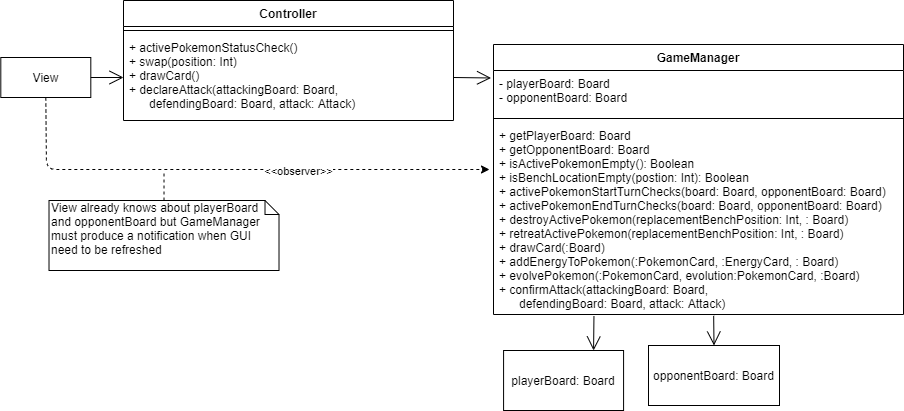 Controller
+ activePokemonStatusCheck()
+ swap(position: Int)
+ drawCard()
+ declareAttack(attackingBoard: Board,
defendingBoard: Board, attack: Attack)
View
GameManager
- playerBoard: Board
- opponentBoard: Board
+ getPlayerBoard: Board
+ getOpponentBoard: Board
+ isActivePokemonEmpty(): Boolean
+ isBenchLocationEmpty(postion: Int): Boolean
+ activePokemonStartTurnChecks(board: Board, opponentBoard: Board)
+ activePokemonEndTurnChecks(board: Board, opponentBoard: Board)
+ destroyActivePokemon(replacementBenchPosition: Int, : Board)
+ retreatActivePokemon(replacementBenchPosition: Int, : Board)
+ drawCard(:Board)
+ addEnergyToPokemon(:PokemonCard, :EnergyCard, : Board)
+ evolvePokemon(:PokemonCard, evolution:PokemonCard, :Board)
+ confirmAttack(attackingBoard: Board,
defendingBoard: Board, attack: Attack)
<<observer>>
View already knows about playerBoard
and opponentBoard but GameManager
must produce a notification when GUI
need to be refreshed
playerBoard: Board
opponentBoard: Board